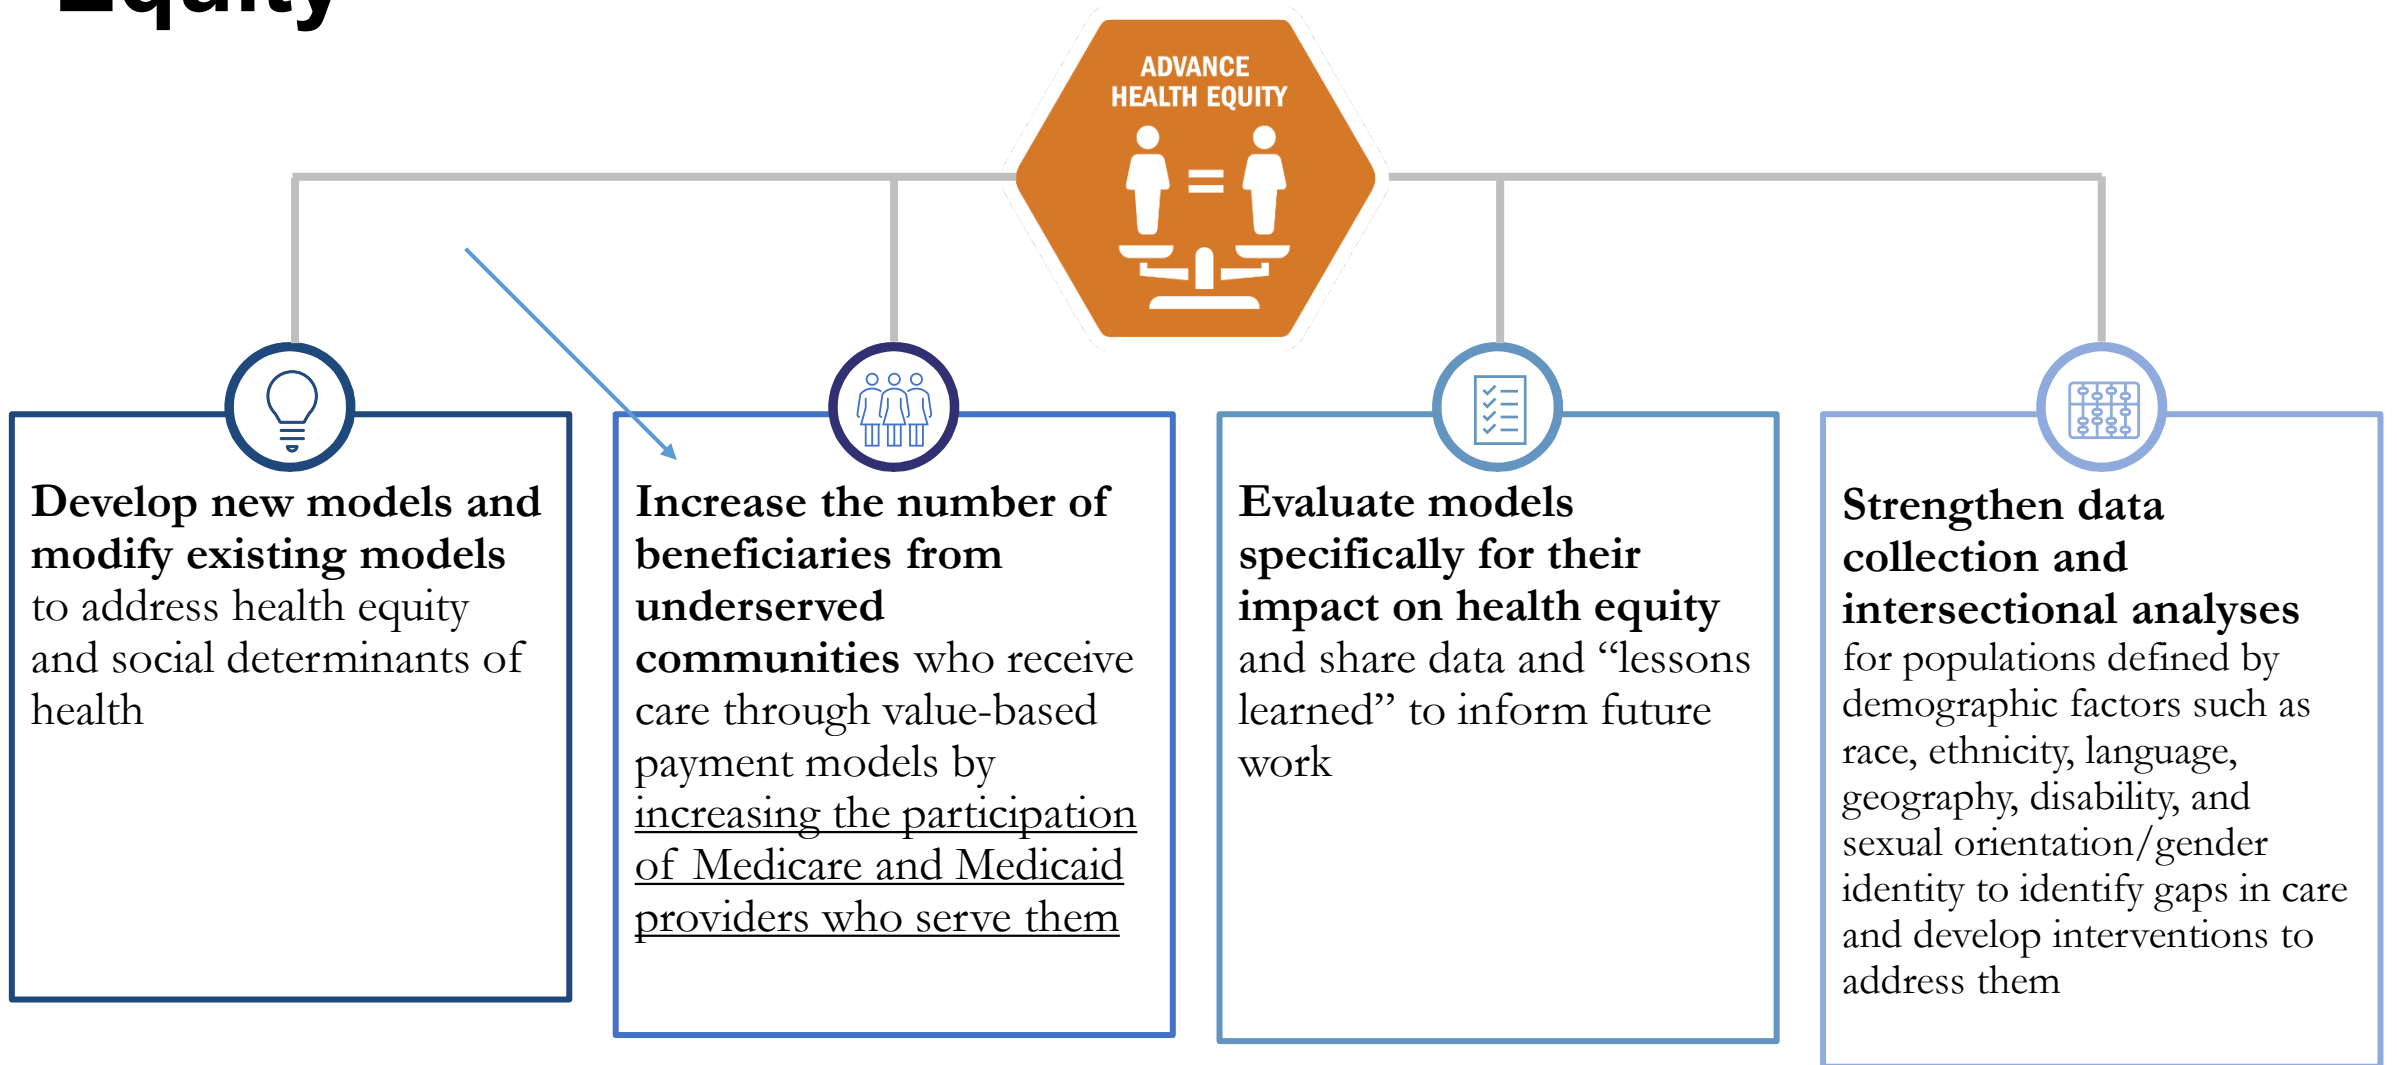 Equity
ADVANCE
HEALTH EQUITY
Develop new models and
modify existing models
to address health equity
and social determinants of
health
Increase the number of
beneficiaries from
underserved
communities who receive
care through value-based
payment models by
increasing the participation
of Medicare and Medicaid
providers who serve them
Evaluate models
specifically for their
impact on health equity
and share data and “lessons
learned” to inform future
work
Strengthen data
collection and
intersectional analyses
for populations defined by
demographic factors such as
race, ethnicity, language,
geography, disability, and
sexual orientation/gender
identity to identify gaps in care
and develop interventions to
address them